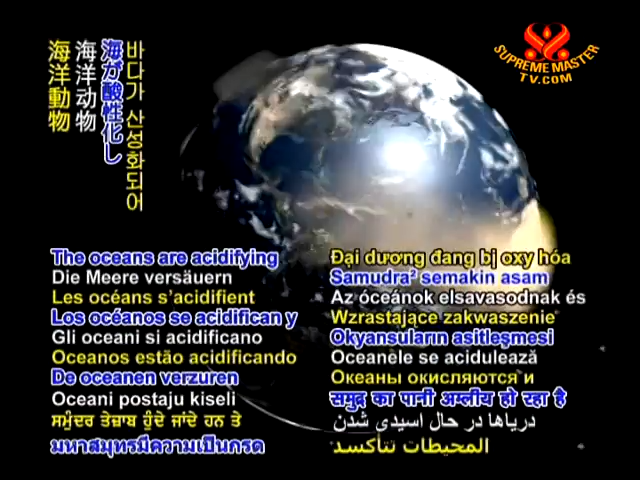 SUPREME MASTER
TV.COM
바다가 산성화되어
海が酸性化し
海洋动物
海洋動物
The oceans are acidifying
Die Meere versäuern
Les océans s'acidifient
Los océanos se acidifican y
Gli oceani si acidificano
Oceanos estão acidificando
De oceanen verzuren
Oceani postaju kiseli
ਸਮੁੰਦਰ ਤੇਜ਼ਾਬ ਹੁੰਦੇ ਜਾਂਦੇ ਹਨ ਤੇ
มหาสมุทรมีความเป็นกรด
Đại dương đang bị oxy hóa
Samudra² semakin asam
Az óceánok elsavasodnak és
Wzrastające zakwaszenie
Okyansuların asitleşmesi
Oceanele se acidulează
Океаны окисляются и
समुद्र का पानी अम्लीय हो रहा है
دریاها در حال اسیدی شدن
المحيطات تتأكسد